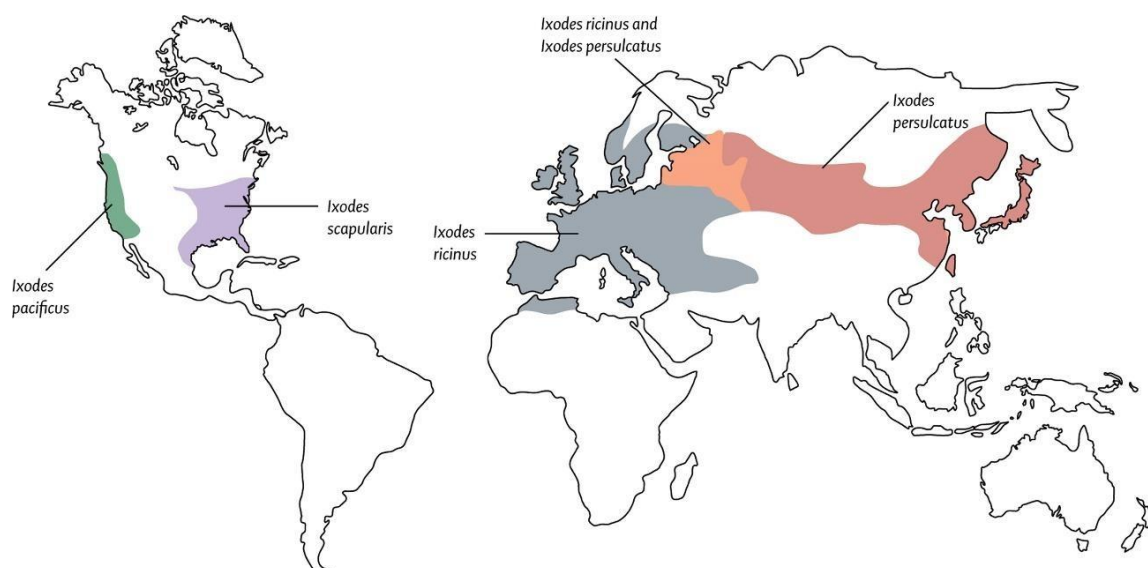 Ixodes ricinus and
Ixodes persulcatus
Ixodes
persulcatus
Ixodes
scapularis
Ixodes
ricinus
Ixodes
pacificus